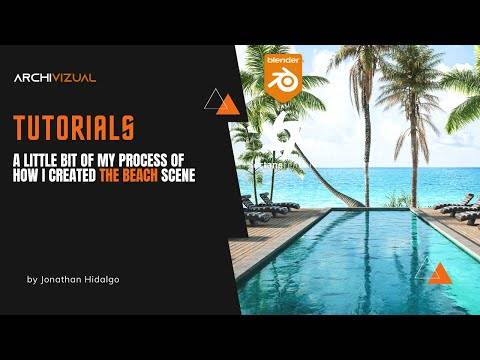 ARCHIVIZUAL
TUTORIALS
A LITTLE BIT OF MY PROCESS OF
HOW I CREATED THE BEACH SCENE
by Jonathan Hidalgo
blender